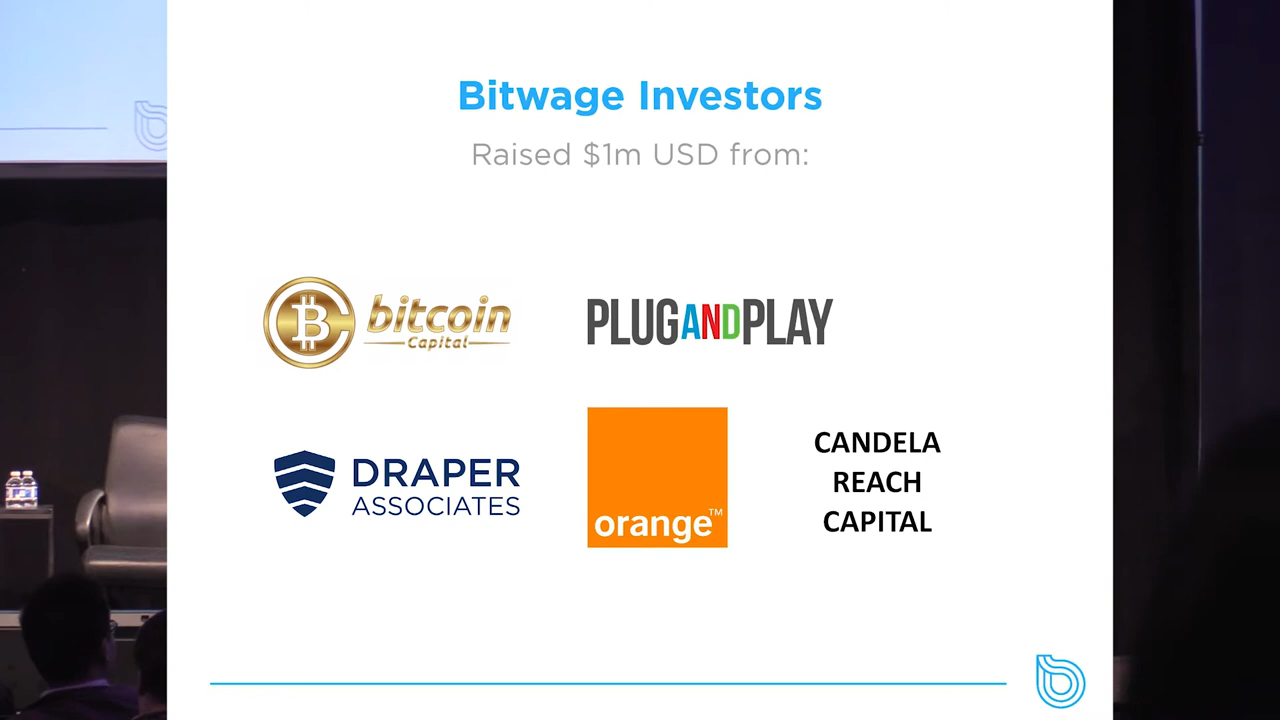 Bitwage Investors
Raised $1m USD from:
bitcoin
Capital
PLUGANDPLAY
DRAPER
ASSOCIATES
orange™
CANDELA
REACH
CAPITAL